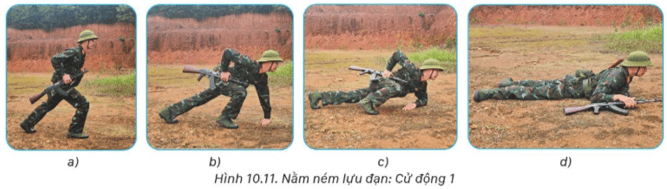 a) b) c) d)
Hình 10.11. Nằm ném lựu đạn: Cử động 1